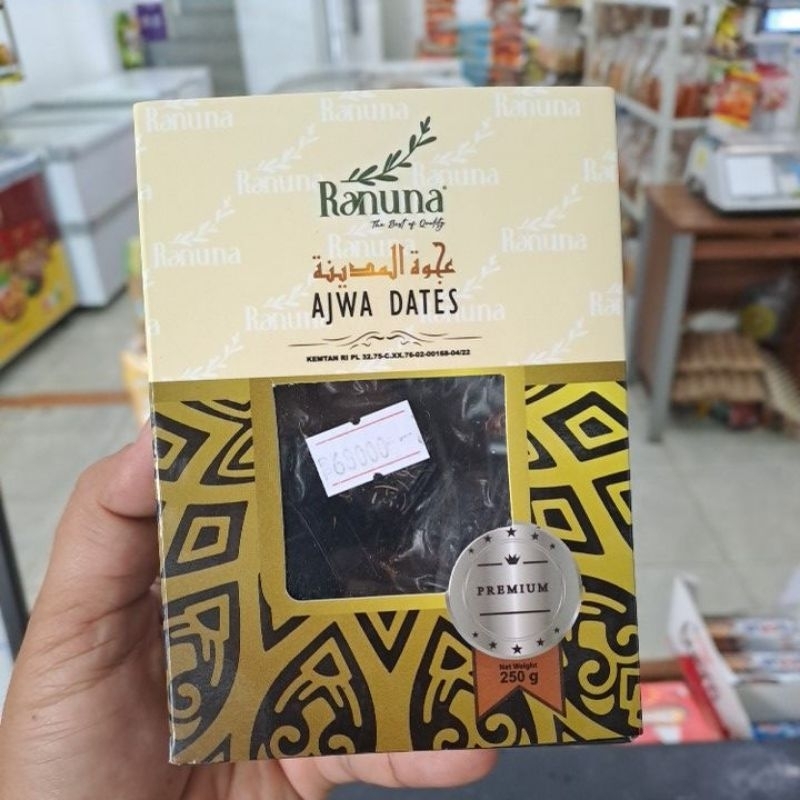 Ranuna
The Best of Quality
عجوة المدينة
AJWA DATES
KEMTAN RI PL 32.75-C.XX.76-02-00168-04/22
PREMIUM
Net Weight
250 g